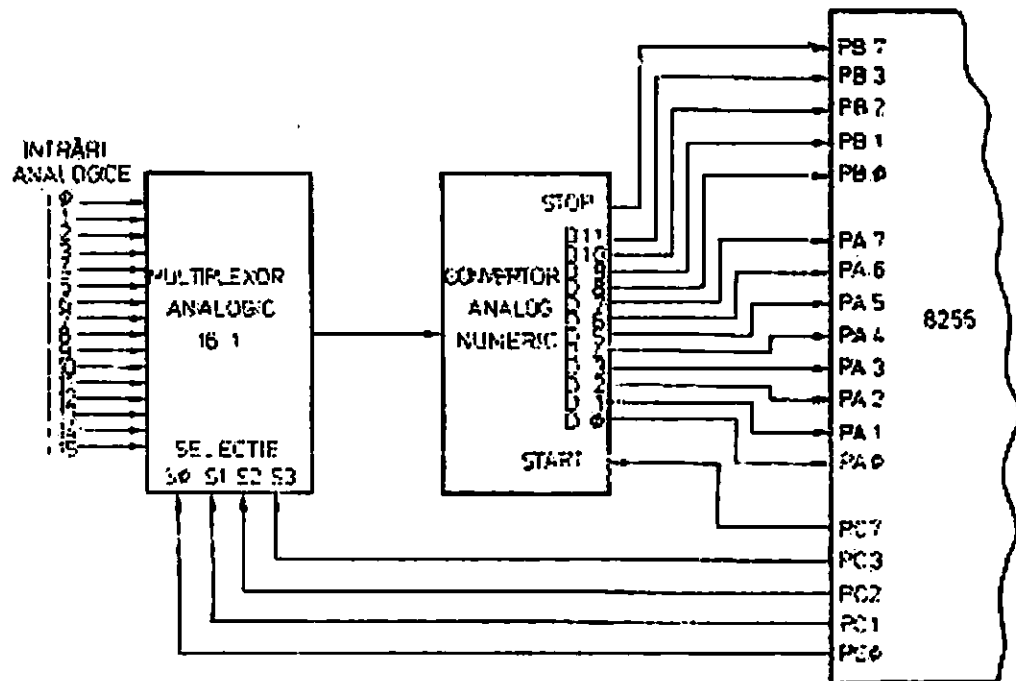 INTRĂRI
ANALOGICE
MULTIPLEXOR
ANALOGIC
16 1
SELECTIE
S0 S1 S2 S3
STOP
D11
D10
CONVERTOR
ANALOG
NUMERIC
START
PB 7
PB 3
PB 2
PB 1
PB 0
PA 7
PA 6
PA 5
PA 4
PA 3
PA 2
PA 1
PA 0
PC7
PC3
PC2
PC1
PC0
8255